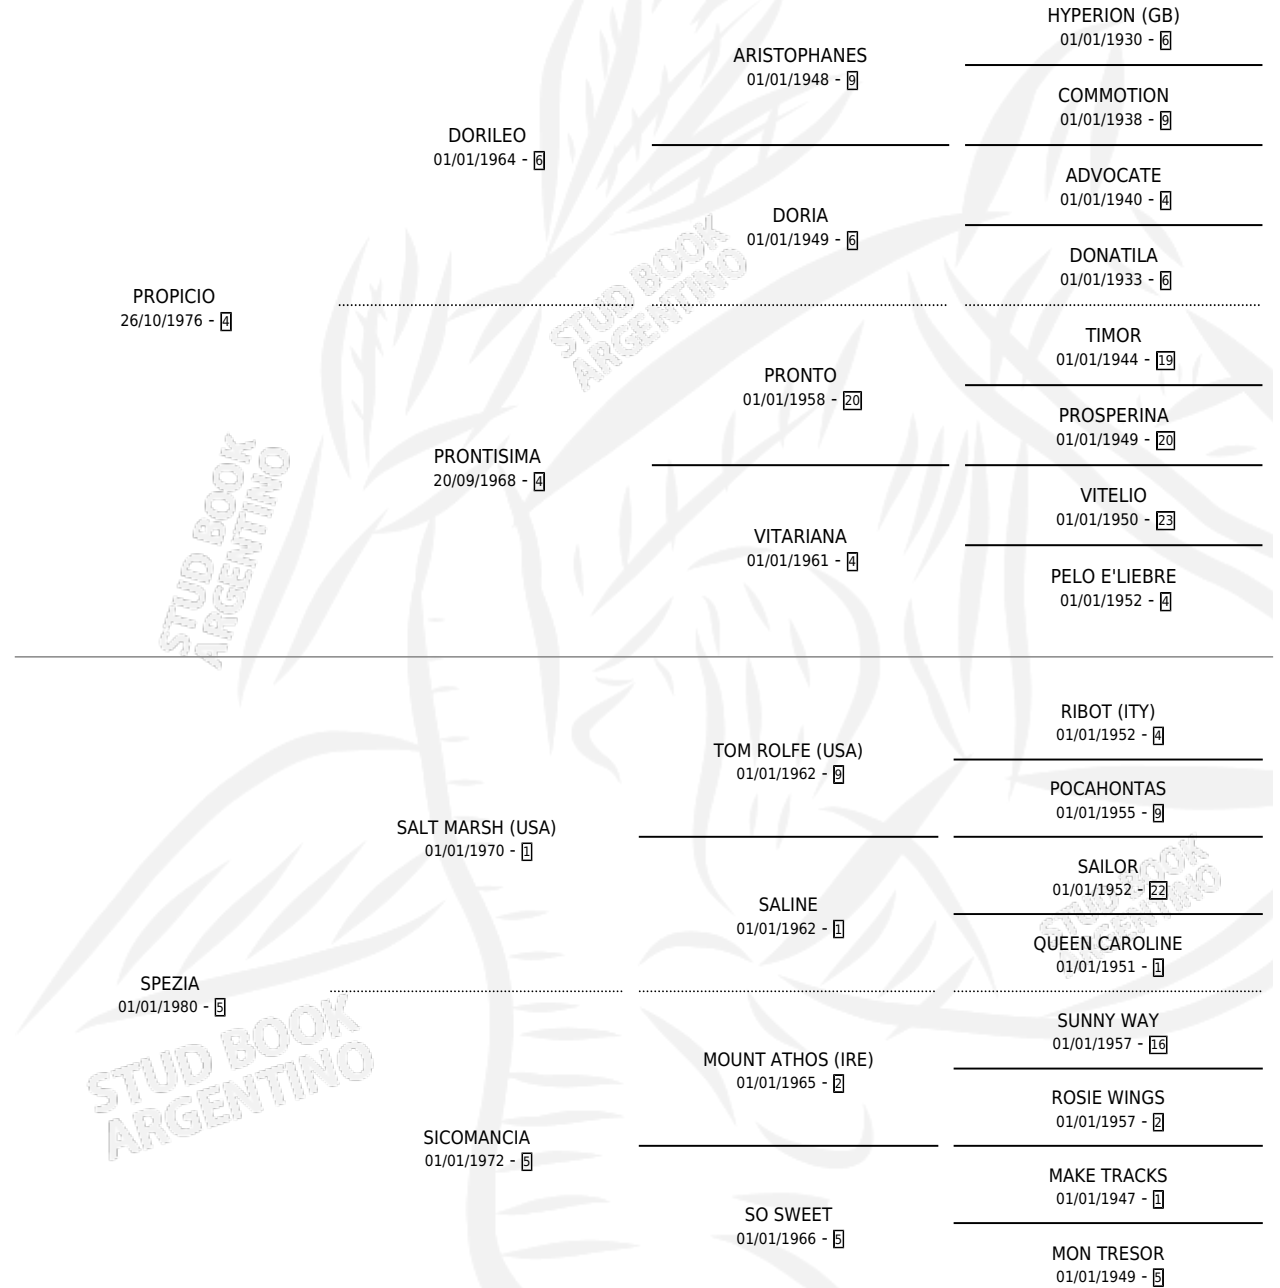 HYPERION (GB)
01/01/1930 - 6
ARISTOPHANES
01/01/1948 - 9
COMMOTION
01/01/1938 - 9
DORILEO
01/01/1964 - 6
ADVOCATE
01/01/1940 - 4
DORIA
01/01/1949 - 6
DONATILA
01/01/1933 - 6
PROPICIO
26/10/1976 - 4
TIMOR
01/01/1944 - 19
PRONTO
01/01/1958 - 20
PROSPERINA
01/01/1949 - 20
PRONTISIMA
20/09/1968 - 4
VITELIO
01/01/1950 - 23
VITARIANA
01/01/1961 - 4
PELO E'LIEBRE
01/01/1952 - 4
STUD BOOK
ARGENTINO
STUD BOOK
ARGENTINO
RIBOT (ITY)
01/01/1952 - 4
TOM ROLFE (USA)
01/01/1962 - 9
POCAHONTAS
01/01/1955 - 9
SALT MARSH (USA)
01/01/1970 - 1
SAILOR
01/01/1952 - 22
SALINE
01/01/1962 - 1
QUEEN CAROLINE
01/01/1951 - 1
SPEZIA
01/01/1980 - 5
SUNNY WAY
01/01/1957 - 16
MOUNT ATHOS (IRE)
01/01/1965 - 2
ROSIE WINGS
01/01/1957 - 2
SICOMANCIA
01/01/1972 - 5
MAKE TRACKS
01/01/1947 - 1
SO SWEET
01/01/1966 - 5
MON TRESOR
01/01/1949 - 5
STUD BOOK
ARGENTINO
STUD BOOK
ARGENTINO